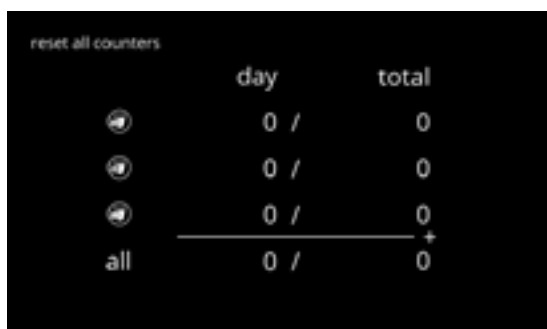 reset all counters
day total
0 / 0
0 / 0
0 / 0
+
all 0 / 0